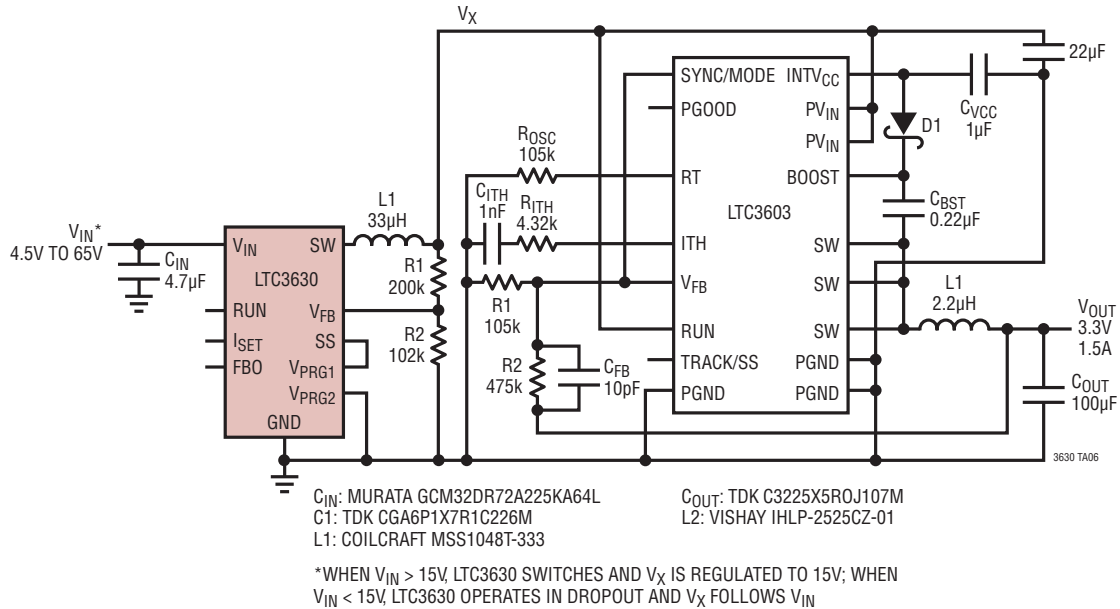 VX
VIN*
4.5V TO 65V
CIN
4.7µF
VIN
SW
LTC3630
RUN
VFB
ISET
SS
FBO
VPRG1
VPRG2
GND
L1
33µH
R1
200k
R2
102k
ROSC
105k
CITH
1nF
RITH
4.32k
R1
105k
R2
475k
CFB
10pF
SYNC/MODE
INTVCC
PGOOD
PVIN
PVIN
RT
BOOST
LTC3603
ITH
SW
VFB
SW
RUN
SW
TRACK/SS
PGND
PGND
PGND
22µF
CVCC
1µF
D1
CBST
0.22µF
L1
2.2µH
VOUT
3.3V
1.5A
COUT
100µF
3630 TA06
CIN: MURATA GCM32DR72A225KA64L
C1: TDK CGA6P1X7R1C226M
L1: COILCRAFT MSS1048T-333
COUT: TDK C3225X5ROJ107M
L2: VISHAY IHLP-2525CZ-01
*WHEN VIN > 15V, LTC3630 SWITCHES AND VX IS REGULATED TO 15V; WHEN
VIN < 15V, LTC3630 OPERATES IN DROPOUT AND VX FOLLOWS VIN